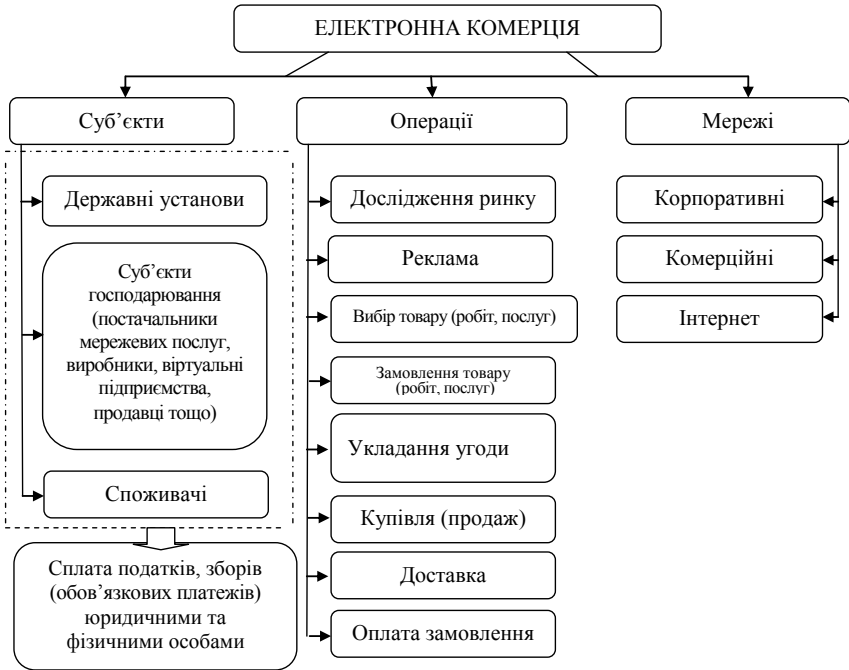 ЕЛЕКТРОННА КОМЕРЦІЯ
Суб’єкти
Операції
Мережі
Державні установи
Суб’єкти
господарювання
(постачальники
мережевих послуг,
виробники, віртуальні
підприємства,
продавці тощо)
Споживачі
Сплата податків, зборів
(обов’язкових платежів)
юридичними та
фізичними особами
Дослідження ринку
Реклама
Вибір товару (робіт, послуг)
Замовлення товару
(робіт, послуг)
Укладання угоди
Купівля (продаж)
Доставка
Оплата замовлення
Корпоративні
Комерційні
Інтернет